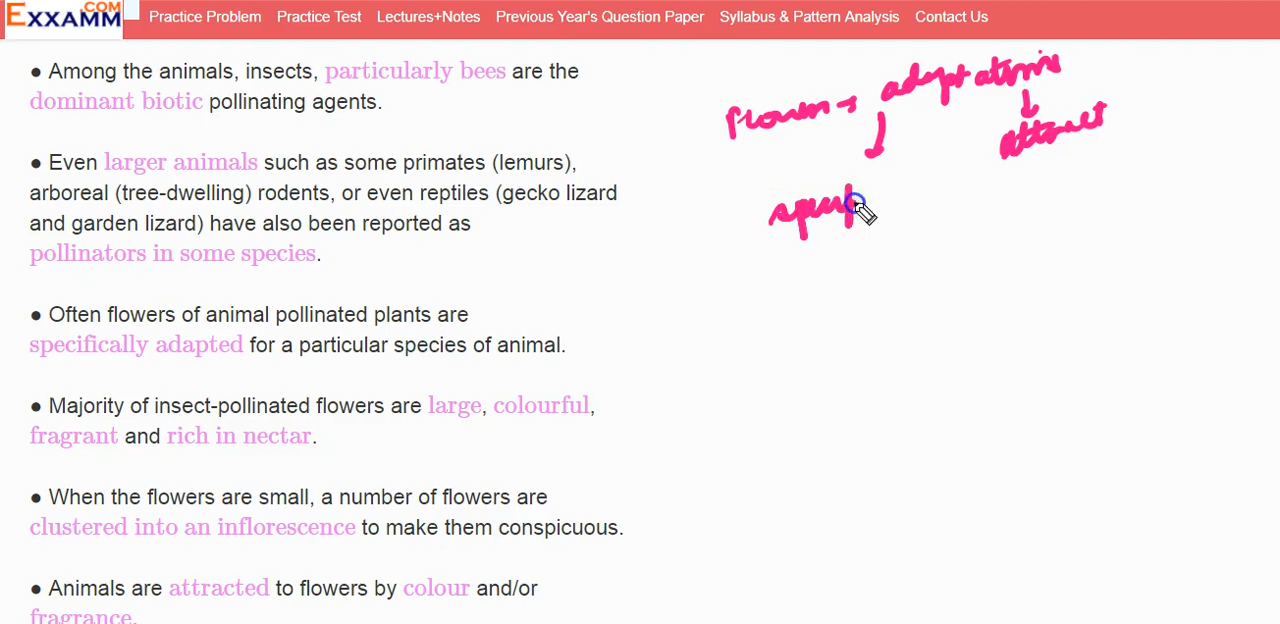 EXXAMM .COM
Practice Problem Practice Test Lectures+Notes Previous Year's Question Paper Syllabus & Pattern Analysis Contact Us
● Among the animals, insects, particularly bees are the
dominant biotic pollinating agents.
● Even larger animals such as some primates (lemurs),
arboreal (tree-dwelling) rodents, or even reptiles (gecko lizard
and garden lizard) have also been reported as
pollinators in some species.
● Often flowers of animal pollinated plants are
specifically adapted for a particular species of animal.
● Majority of insect-pollinated flowers are large, colourful,
fragrant and rich in nectar.
● When the flowers are small, a number of flowers are
clustered into an inflorescence to make them conspicuous.
● Animals are attracted to flowers by colour and/or
fragrance.
adapt